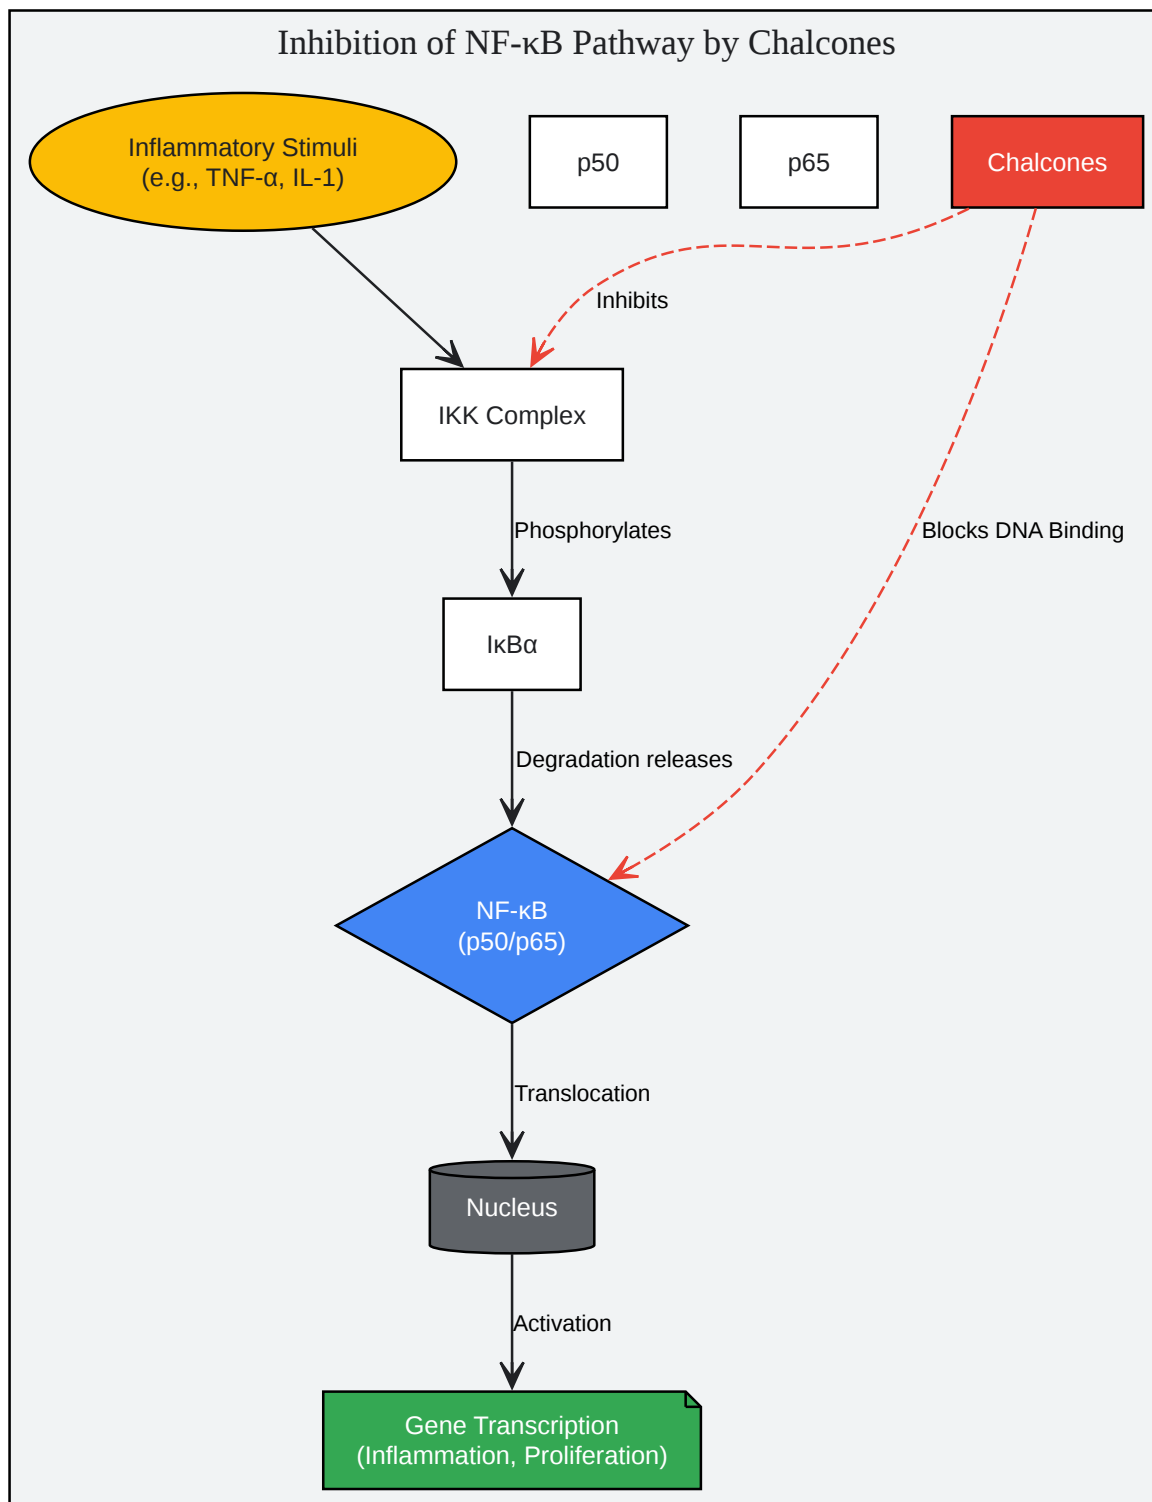 Inhibition of NF-κB Pathway by Chalcones
Inflammatory Stimuli
(e.g., TNF-α, IL-1)
p50
p65
Chalcones
Inhibits
IKK Complex
Phosphorylates
Blocks DNA Binding
IκBα
Degradation releases
NF-κB
(p50/p65)
Translocation
Nucleus
Activation
Gene Transcription
(Inflammation, Proliferation)